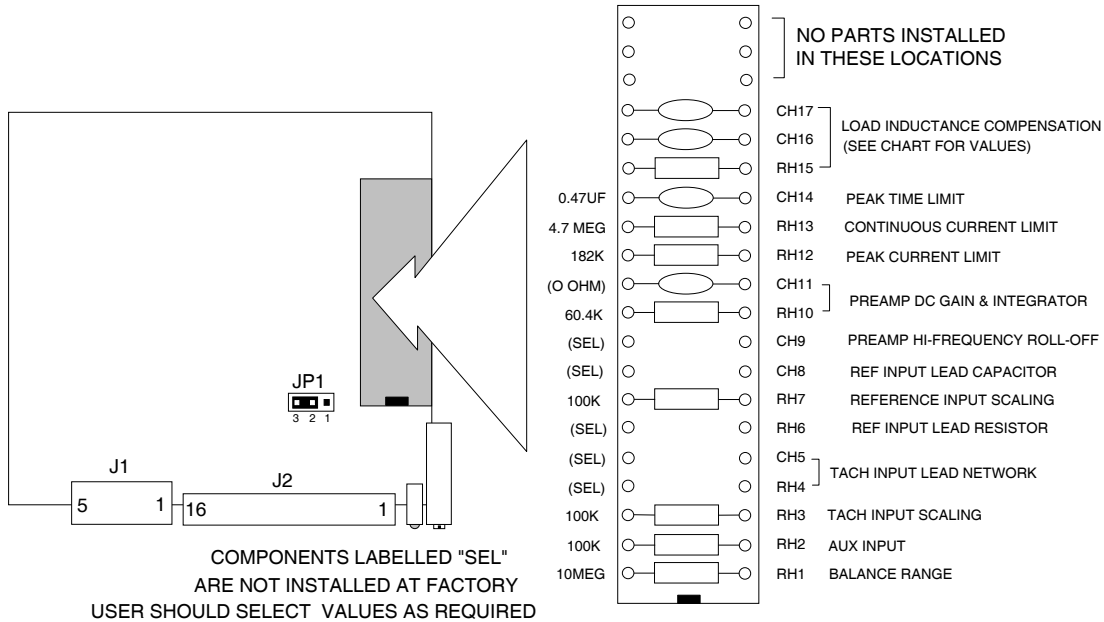 NO PARTS INSTALLED
IN THESE LOCATIONS
CH17
CH16
RH15
LOAD INDUCTANCE COMPENSATION
(SEE CHART FOR VALUES)
0.47UF CH14 PEAK TIME LIMIT
4.7 MEG RH13 CONTINUOUS CURRENT LIMIT
182K RH12 PEAK CURRENT LIMIT
(O OHM) CH11
60.4K RH10
PREAMP DC GAIN & INTEGRATOR
(SEL) CH9 PREAMP HI-FREQUENCY ROLL-OFF
(SEL) CH8 REF INPUT LEAD CAPACITOR
100K RH7 REFERENCE INPUT SCALING
(SEL) RH6 REF INPUT LEAD RESISTOR
(SEL) CH5
(SEL) RH4
TACH INPUT LEAD NETWORK
100K RH3 TACH INPUT SCALING
100K RH2 AUX INPUT
10MEG RH1 BALANCE RANGE
JP1
3 2 1
J1
5 1
J2
16 1
COMPONENTS LABELLED "SEL"
ARE NOT INSTALLED AT FACTORY
USER SHOULD SELECT VALUES AS REQUIRED